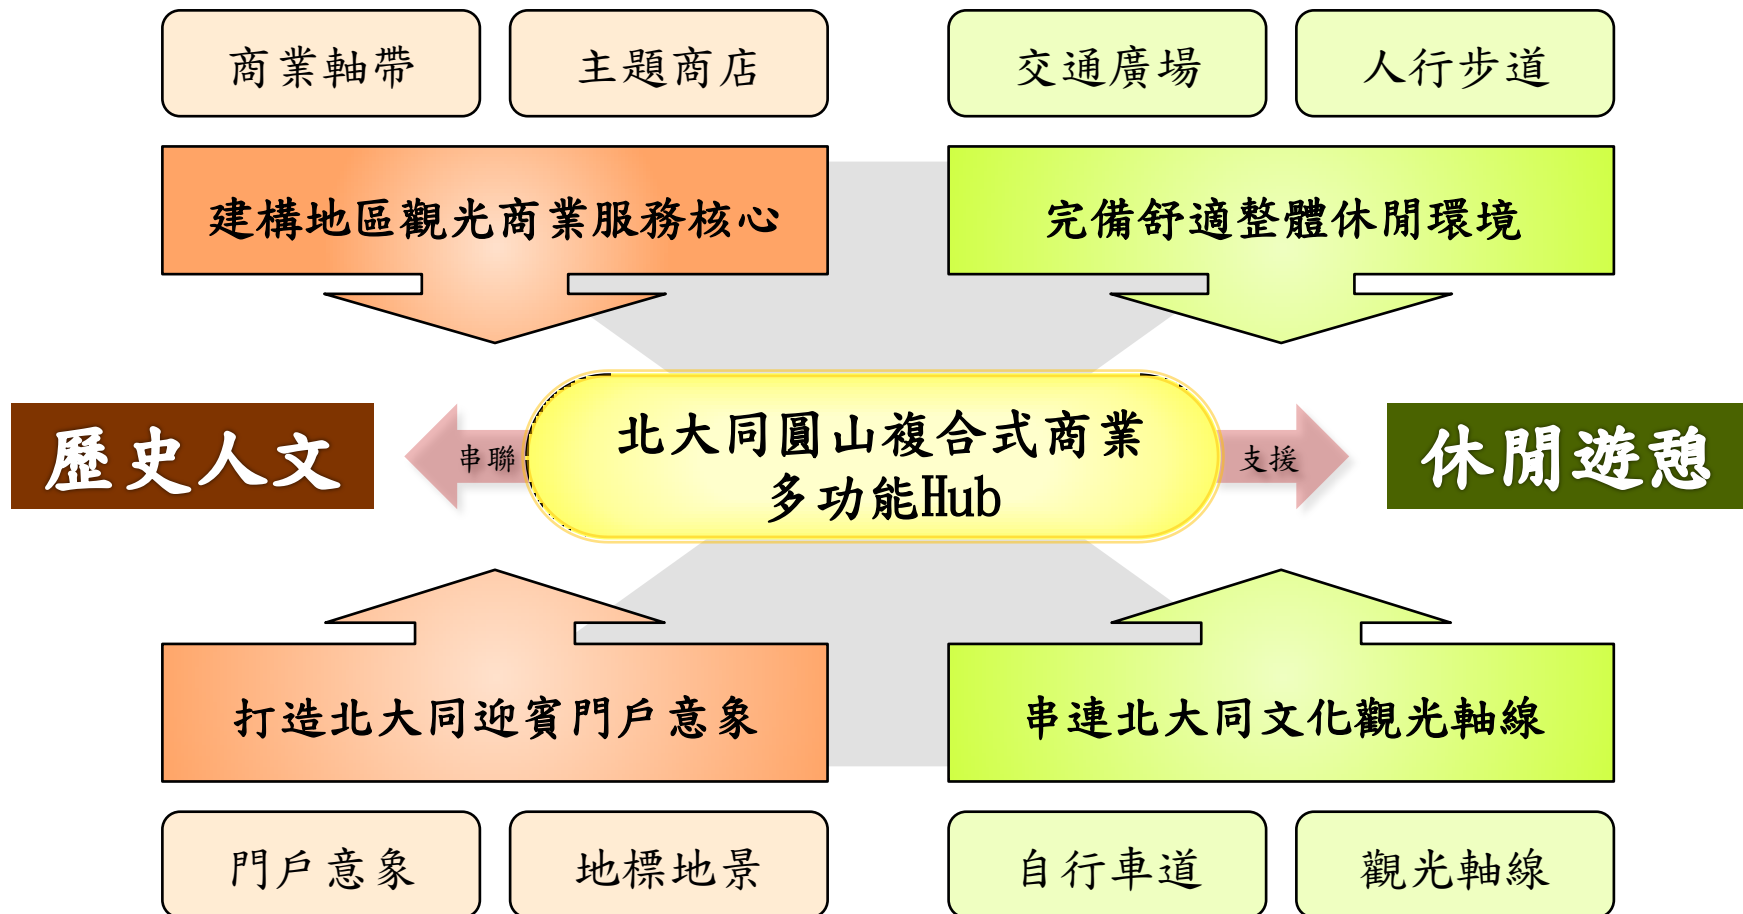 商業軸帶
主題商店
交通廣場
人行步道
建構地區觀光商業服務核心
完備舒適整體休閒環境
歷史人文
串聯
北大同圓山複合式商業
多功能Hub
支援
休閒遊憩
打造北大同迎賓門戶意象
串連北大同文化觀光軸線
門戶意象
地標地景
自行車道
觀光軸線